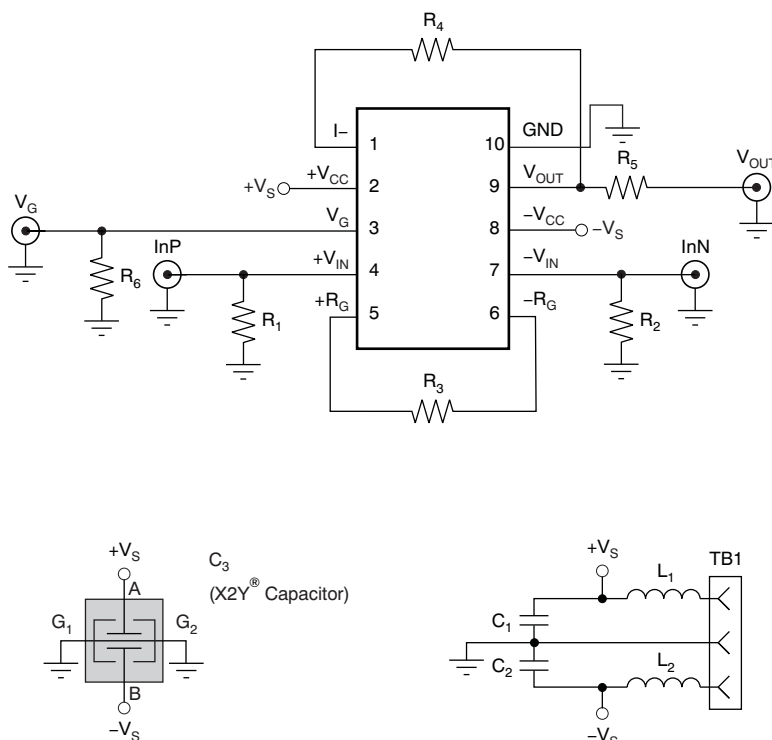 R4
I−
1
10
GND
+VCC
+VS
2
VOUT
9
R5
VOUT
VG
VG
3
−VCC
8
−VS
InP
+VIN
4
−VIN
7
InN
R6
R1
+RG
5
−RG
6
R2
R3
+VS
A
C3
(X2Y® Capacitor)
G1
G2
B
−VS
+VS
L1
TB1
C1
C2
L2
−VS